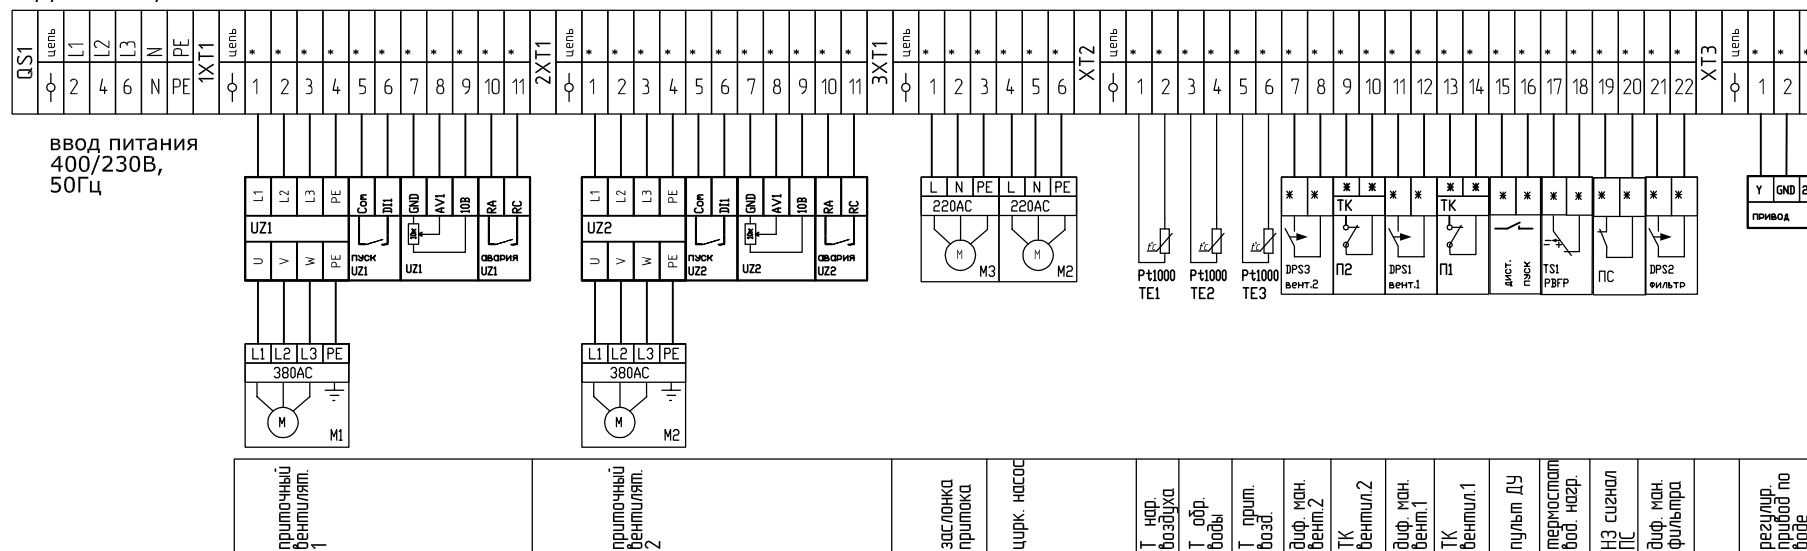 QS1 цепь L1 L2 L3 N N PE 1XT1 цепь * * * * * * * * * * * 2XT1 цепь * * * * * * * * * * * 3XT1 цепь * * * * * * XT2 цепь * * * * * * * * * * * * * * * * * * * * * * XT3 цепь * * *
2 4 6 N N PE 1 2 3 4 5 6 7 8 9 10 11 1 2 3 4 5 6 7 8 9 10 11 1 2 3 4 5 6 1 2 3 4 5 6 7 8 9 10 11 12 13 14 15 16 17 18 19 20 21 22 1 2
ввод питания
400/230В,
50Гц
L1 L2 L3 PE Com DI1 GND AV1 10В RA RC
UZ1
10к
U V W PE
пуск
UZ1
UZ1
авария
UZ1
L1 L2 L3 PE
380AC
M
M1
L1 L2 L3 PE Com DI1 GND AV1 10В RA RC
UZ2
10к
U V W PE
пуск
UZ2
UZ2
авария
UZ2
L1 L2 L3 PE
380AC
M
M2
L N PE L N PE
220AC 220AC
M M3 M M2
t°C
Pt1000
TE1
t°C
Pt1000
TE2
t°C
Pt1000
TE3
* *
DPS3
вент.2
* *
ТК
П2
* *
DPS1
вент.1
* *
ТК
П1
* *
дист.
пуск
* *
TS1
PBFP
* *
ПС
* *
DPS2
фильтр
Y GND
привод
приточный
вентилят.
1
приточный
вентилят.
2
заслонка
притока
цирк. насос
Т нар.
воздуха
Т обр.
воды
Т прит.
возд.
диф. ман.
вент.2
ТК
вентил.2
диф. ман.
вент.1
ТК
вентил.1
пульт ДУ
термостат
вод. нагр.
НЗ сигнал
ПС
диф. ман.
фильтра
регулир.
привод по
воде